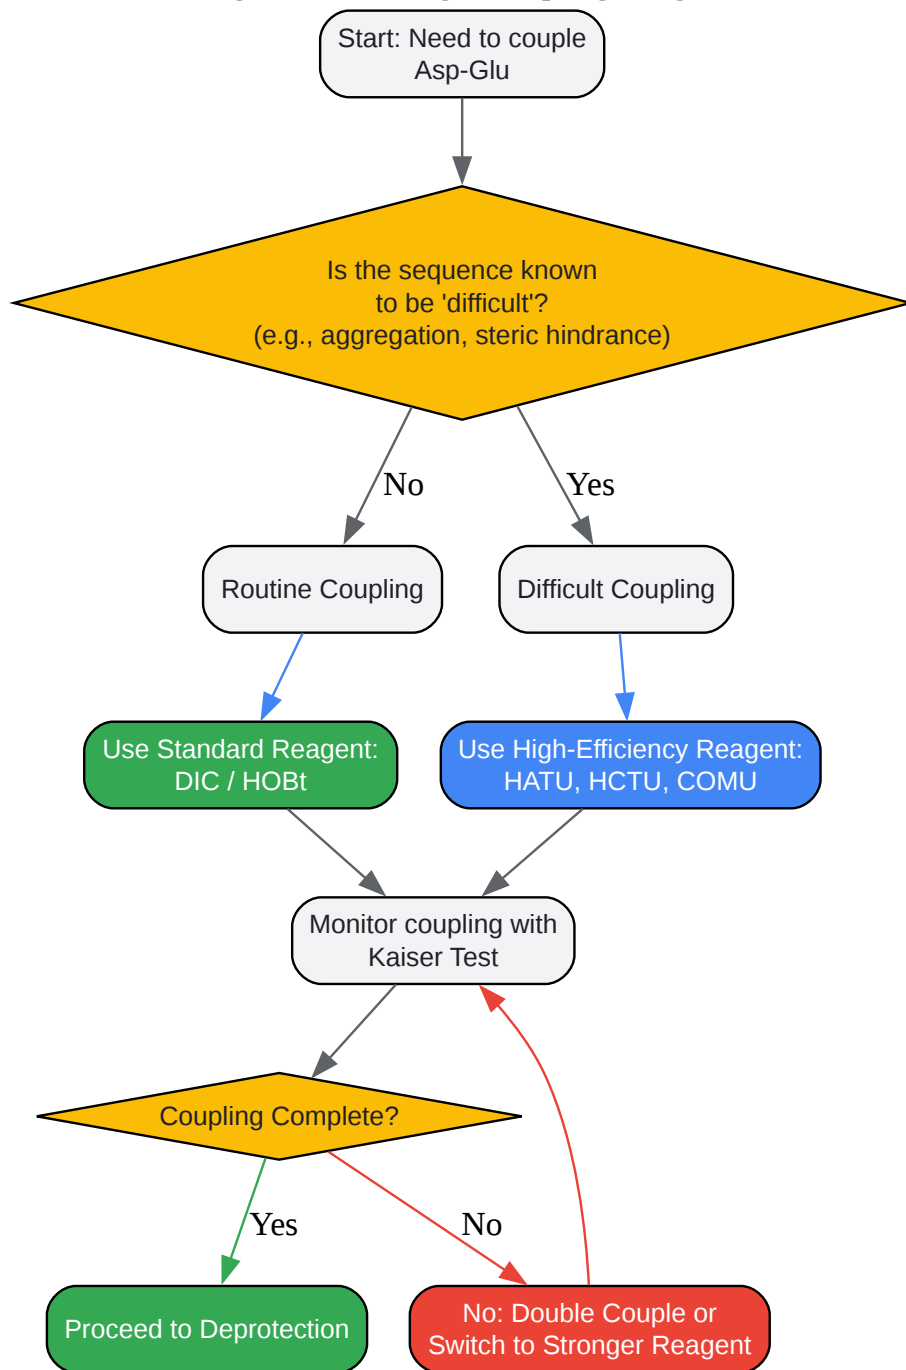 Start: Need to couple
Asp-Glu
Is the sequence known
to be 'difficult'?
(e.g., aggregation, steric hindrance)
No
Yes
Routine Coupling
Difficult Coupling
Use Standard Reagent:
DIC / HOBt
Use High-Efficiency Reagent:
HATU, HCTU, COMU
Monitor coupling with
Kaiser Test
Coupling Complete?
Yes
No
Proceed to Deprotection
No: Double Couple or
Switch to Stronger Reagent